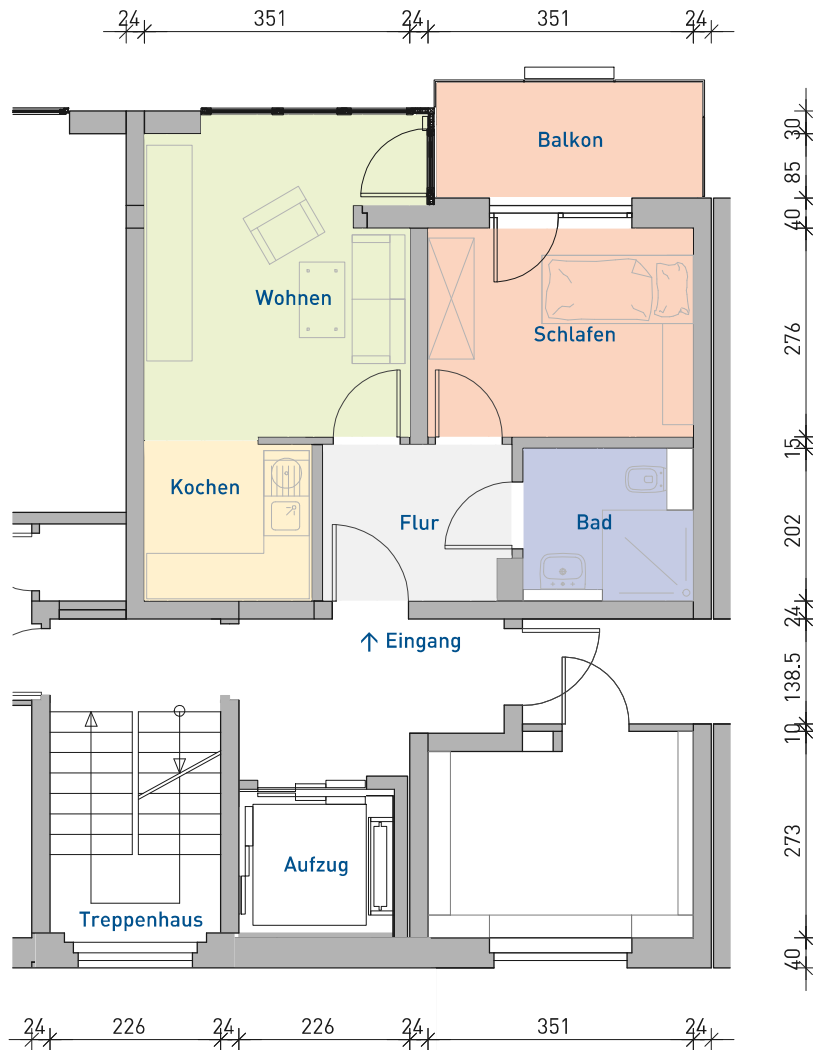 24 351 24 351 24
Balkon
30
85
40
Wohnen
276
Schlafen
15
Kochen
Flur
Bad
202
24
↑ Eingang
138.5
10
273
Aufzug
Treppenhaus
40
24 226 24 226 24 351 24